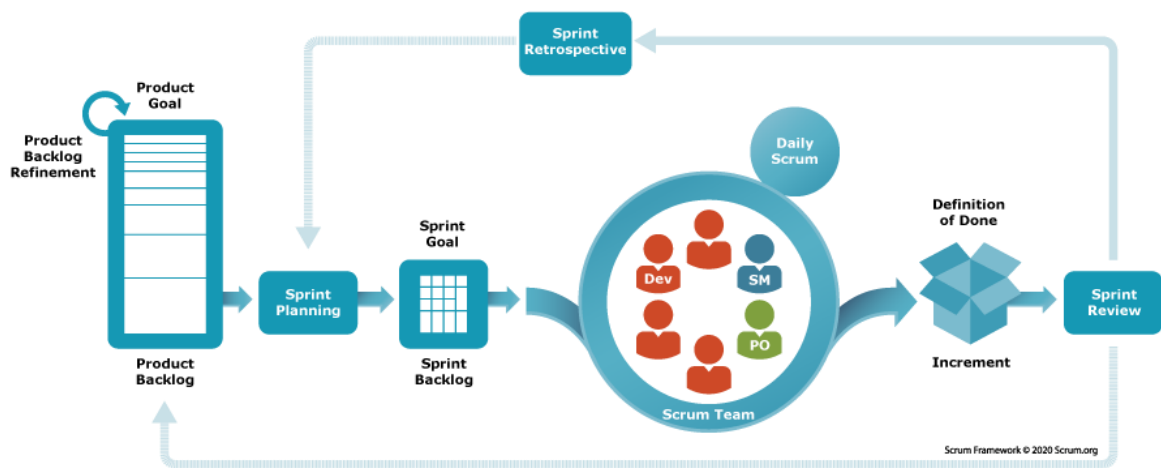 Sprint
Retrospective
Product
Goal
Product
Backlog
Refinement
Daily
Scrum
Sprint
Goal
Definition
of Done
Dev
SM
Sprint
Planning
Sprint
Review
PO
Product
Backlog
Sprint
Backlog
Increment
Scrum Team
Scrum Framework © 2020 Scrum.org